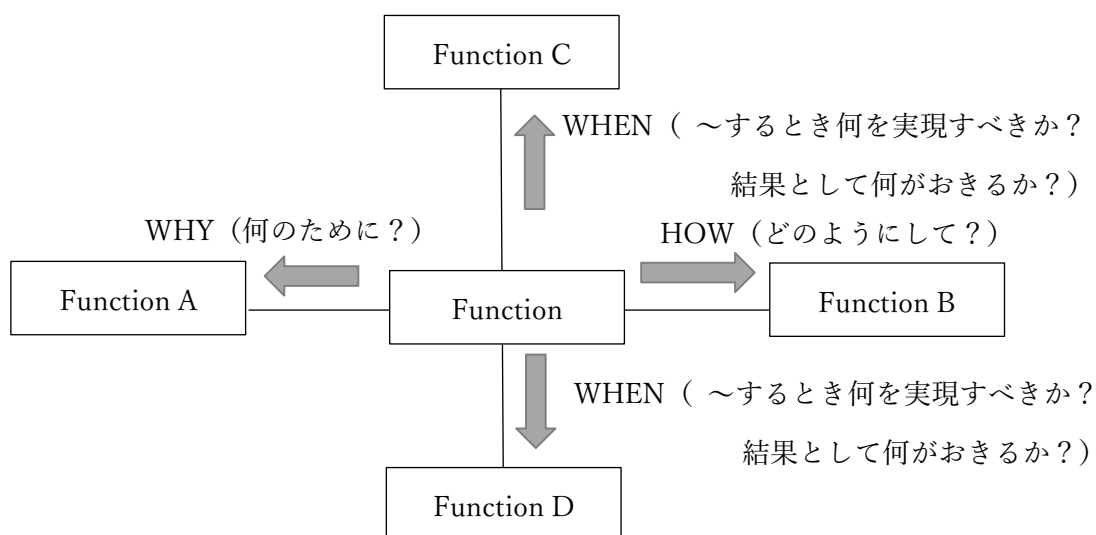 Function C
WHEN（ ～するとき何を実現すべきか？
結果として何がおきるか？）
WHY（何のために？）
HOW（どのようにして？）
Function A
Function
Function B
WHEN（ ～するとき何を実現すべきか？
結果として何がおきるか？）
Function D